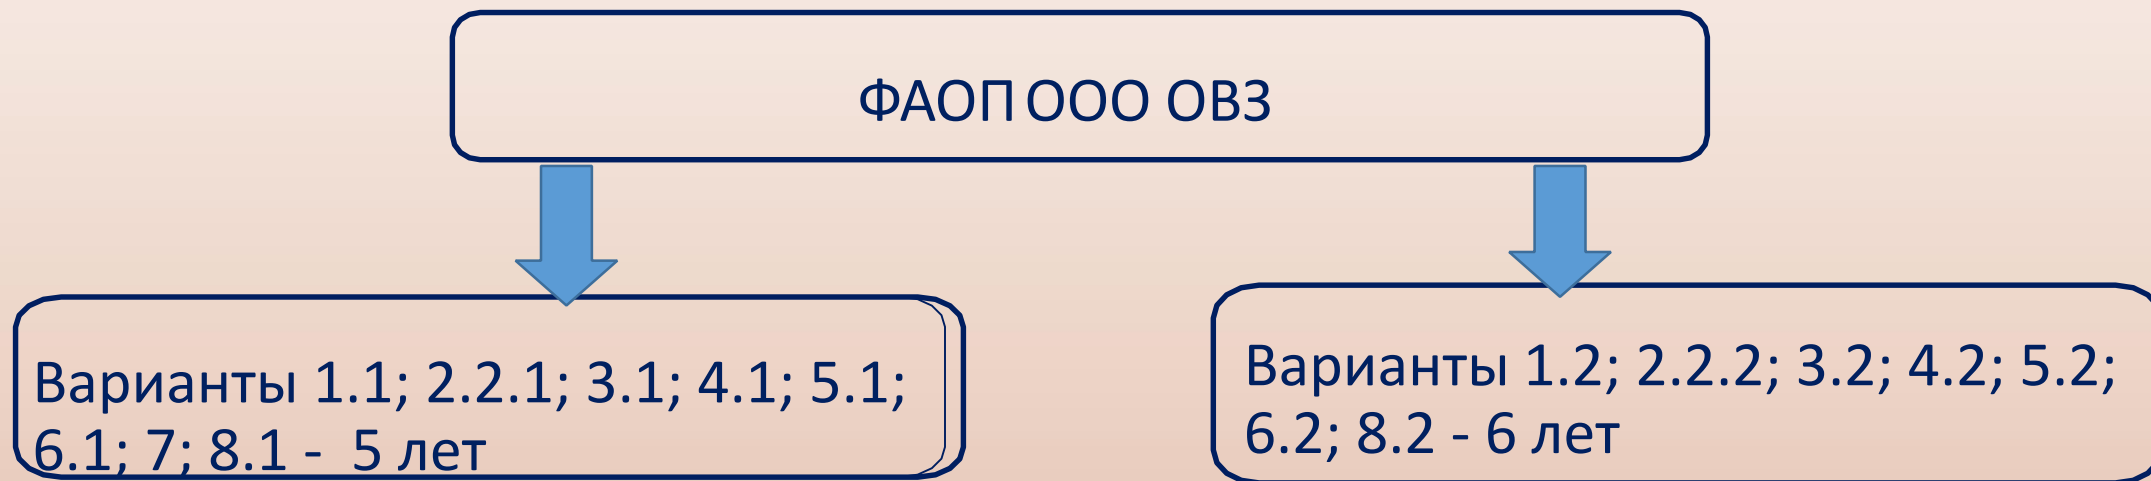 ФАОП ООО ОВЗ
Варианты 1.1; 2.2.1; 3.1; 4.1; 5.1;
6.1; 7; 8.1 - 5 лет
Варианты 1.2; 2.2.2; 3.2; 4.2; 5.2;
6.2; 8.2 - 6 лет